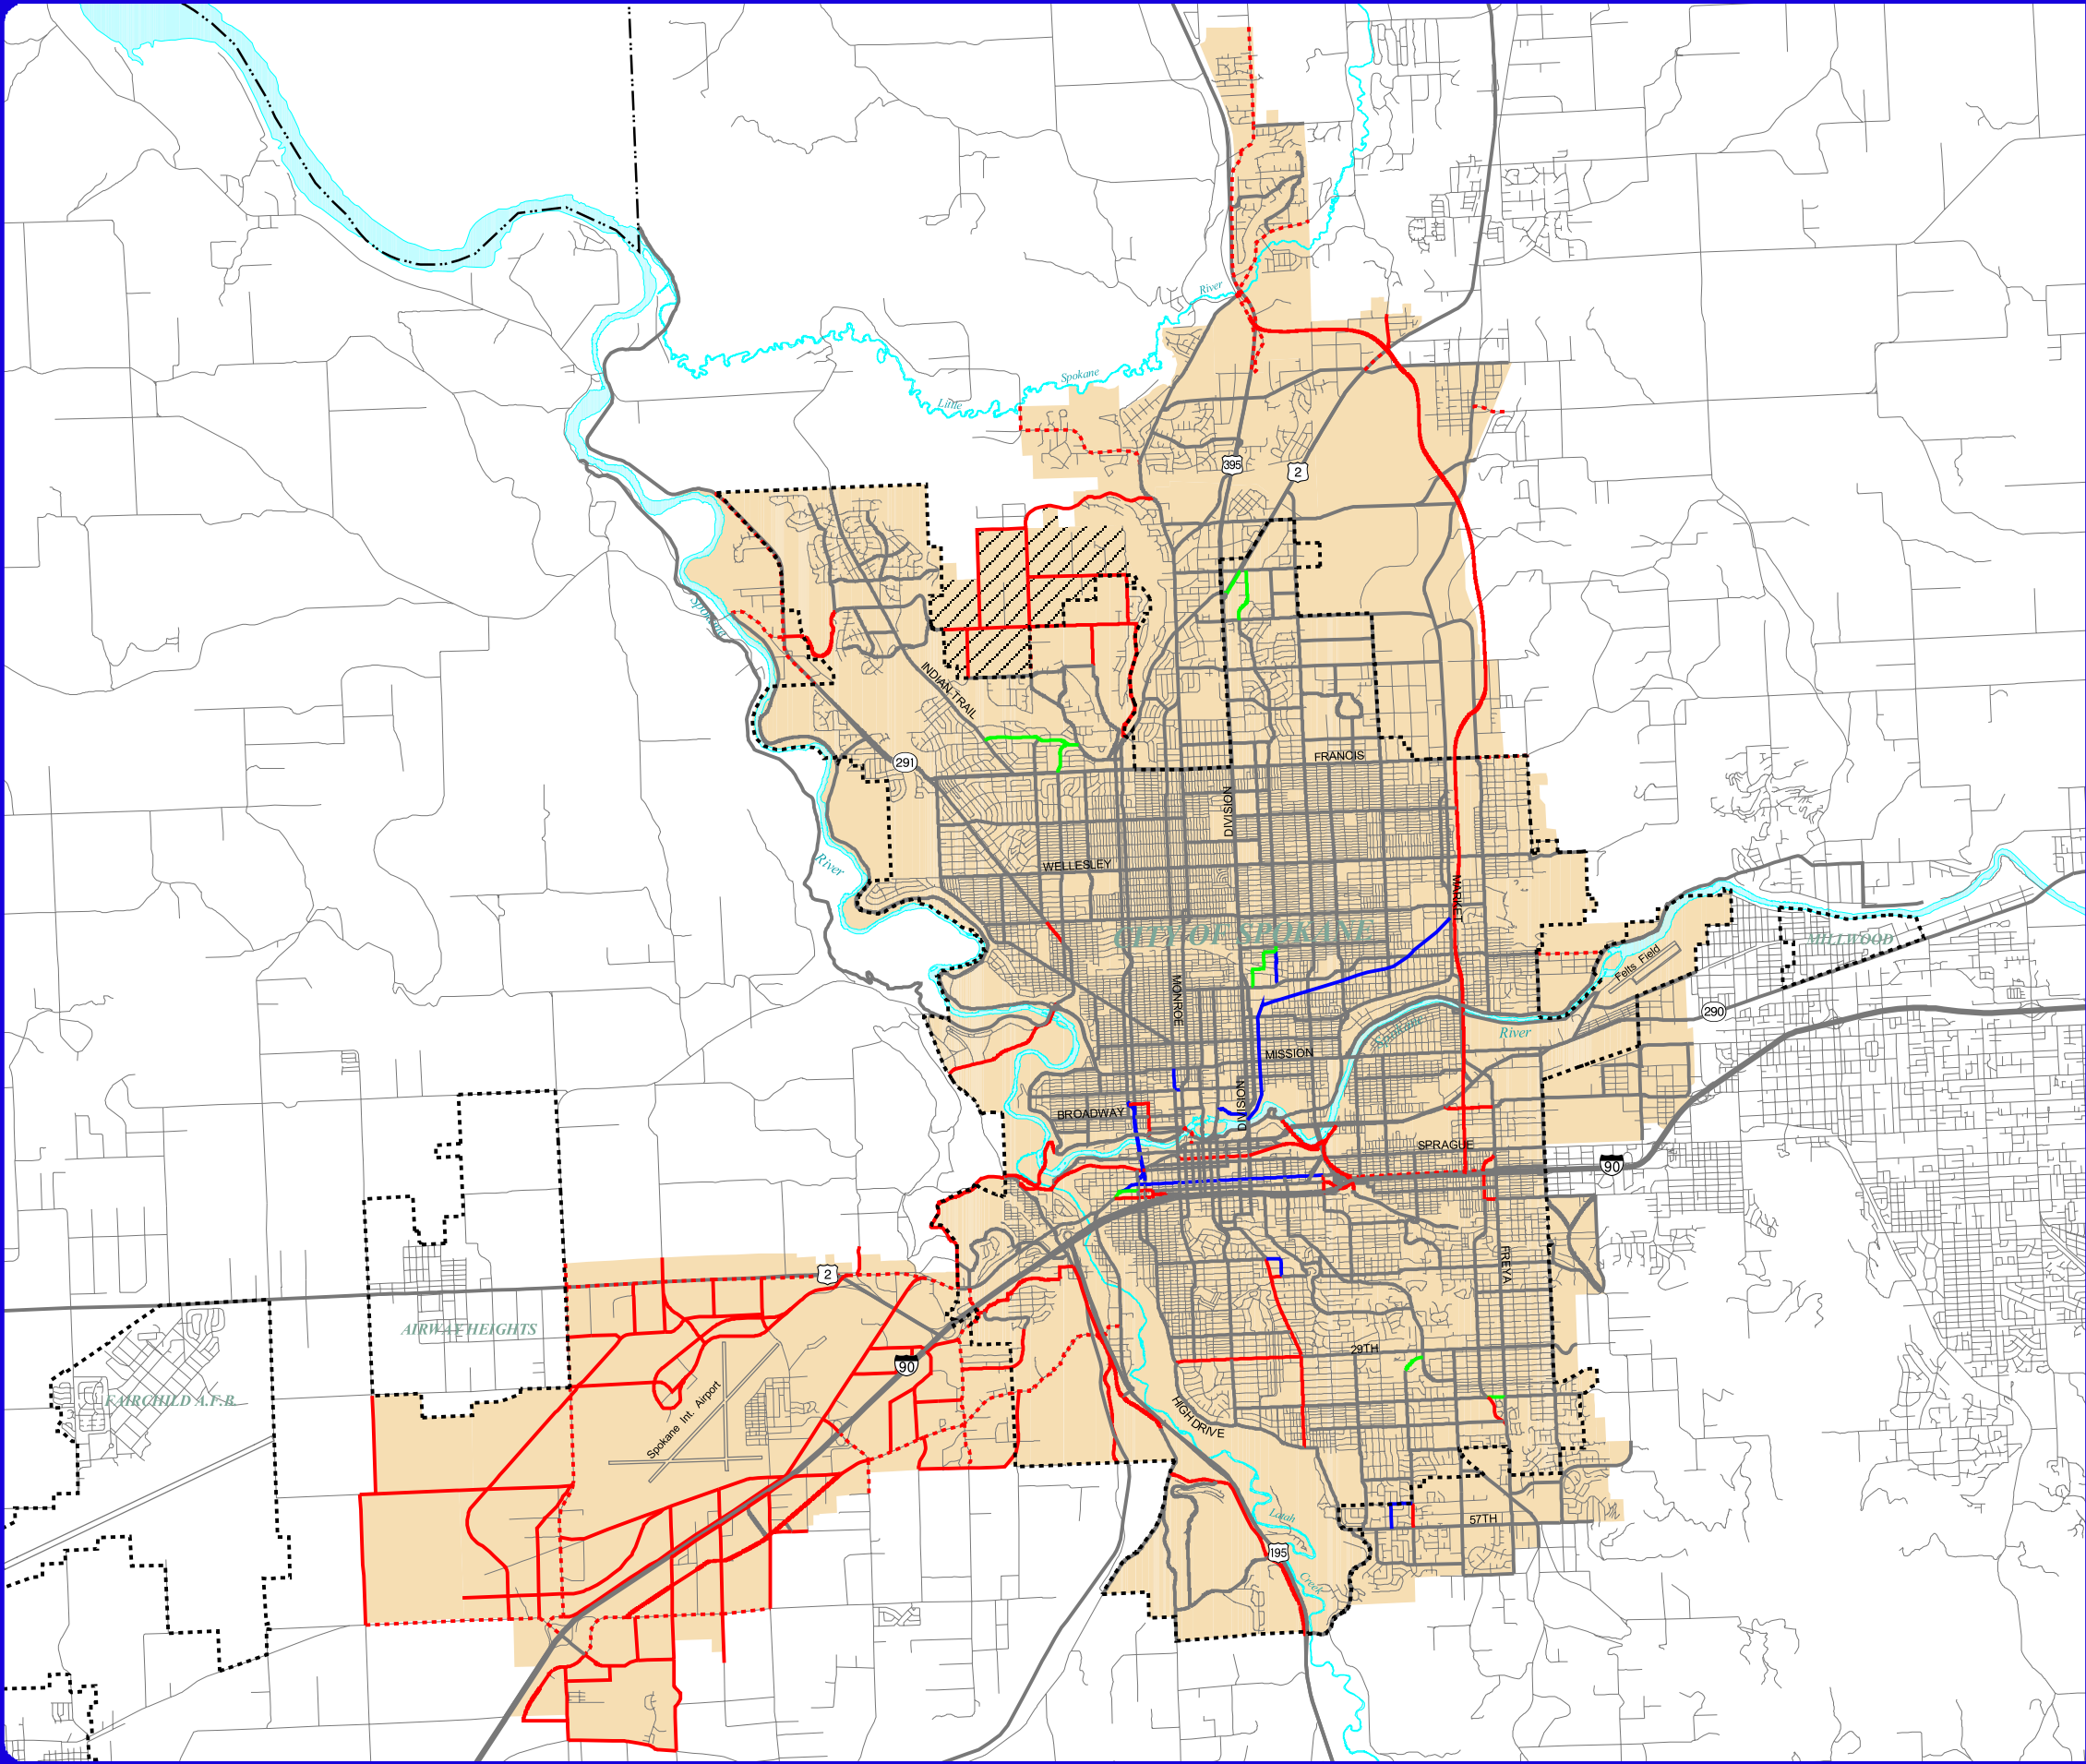 River
Spokane
Little
395
2
Spokane
INDIAN TRAIL
291
FRANCIS
DIVISION
River
WELLESLEY
MARKET
CITY OF SPOKANE
MILLWOOD
Felts Field
MONROE
290
Spokane
River
MISSION
DIVISION
BROADWAY
SPRAGUE
90
FREYA
2
AIRWAY HEIGHTS
29TH
90
FAIRCHILD A.F.B.
Spokane Int. Airport
HIGH DRIVE
Latah
57TH
195
Creek